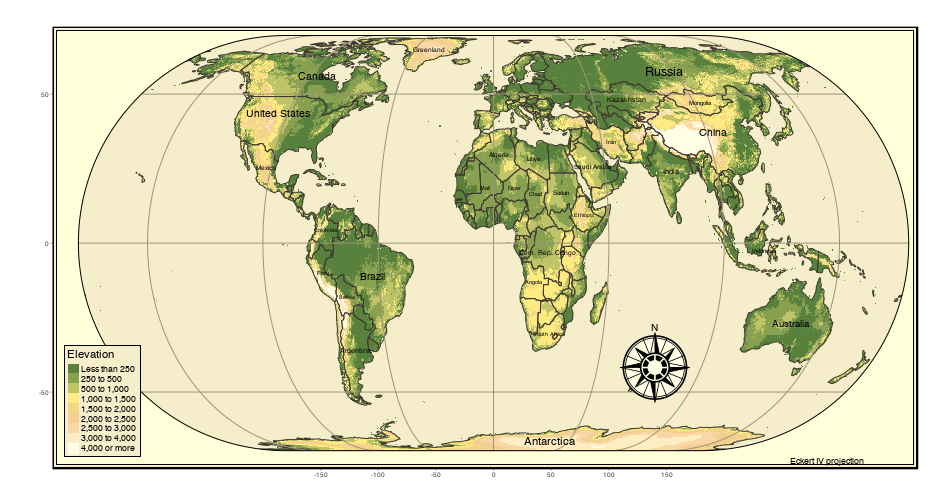 Greenland
Canada
Russia
50
Kazakhstan
Mongolia
United States
China
Iran
Algeria
Libya
Mexico
Saudi Arabia
India
Mali
Niger
Chad
Sudan
Ethiopia
Colombia
0
Dem. Rep. Congo
Indonesia
Peru
Brazil
Angola
Bolivia
Australia
N
South Africa
Argentina
Elevation
Less than 250
250 to 500
500 to 1,000
1,000 to 1,500
1,500 to 2,000
2,000 to 2,500
2,500 to 3,000
3,000 to 4,000
4,000 or more
-50
Antarctica
Eckert IV projection
-150
-100
-50
0
50
100
150